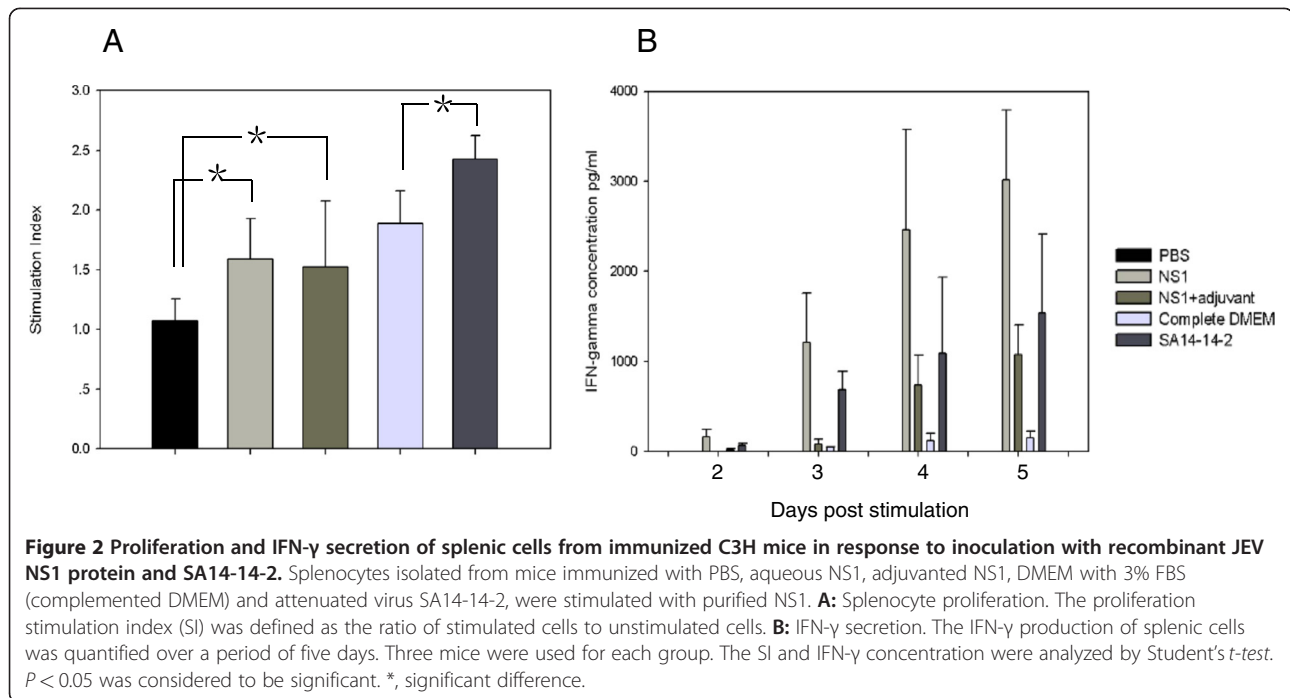 A
B
3.0
2.5
2.0
1.5
1.0
.5
0.0
Stimulation Index
*
*
*
4000
3000
2000
1000
0
IFN-gamma concentration pg/ml
2
3
4
5
Days post stimulation
PBS
NS1
NS1+adjuvant
Complete DMEM
SA14-14-2
Figure 2 Proliferation and IFN-γ secretion of splenic cells from immunized C3H mice in response to inoculation with recombinant JEV
NS1 protein and SA14-14-2. Splenocytes isolated from mice immunized with PBS, aqueous NS1, adjuvanted NS1, DMEM with 3% FBS
(complemented DMEM) and attenuated virus SA14-14-2, were stimulated with purified NS1. A: Splenocyte proliferation. The proliferation
stimulation index (SI) was defined as the ratio of stimulated cells to unstimulated cells. B: IFN-γ secretion. The IFN-γ production of splenic cells
was quantified over a period of five days. Three mice were used for each group. The SI and IFN-γ concentration were analyzed by Student's t-test.
P < 0.05 was considered to be significant. *, significant difference.